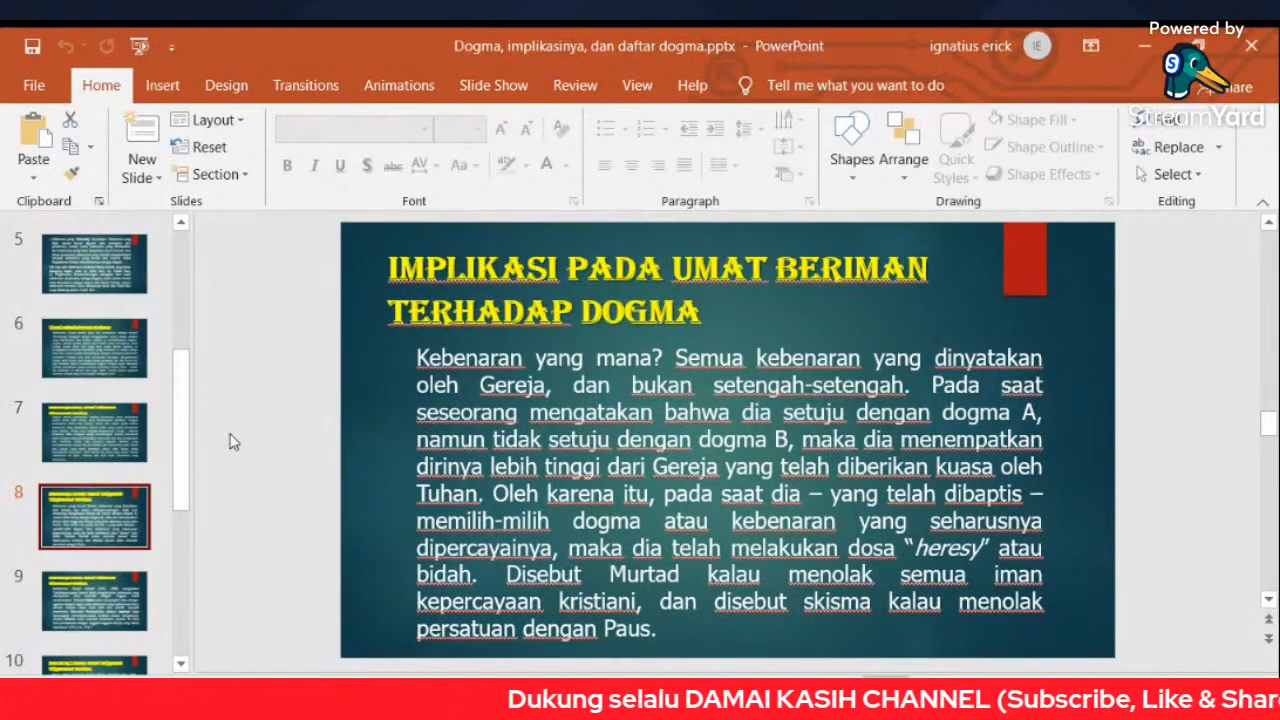 Powered by
StreamYard
Dogma, implikasinya, dan daftar dogma.pptx - PowerPoint
ignatius erick
IE
File
Home
Insert
Design
Transitions
Animations
Slide Show
Review
View
Help
Tell me what you want to do
Paste
Clipboard
New
Slide
Layout
Reset
Section
Slides
B I U S abc AV Aa A
Font
Paragraph
Shapes
Arrange
Quick
Styles
Shape Fill
Shape Outline
Shape Effects
Drawing
Replace
Select
Editing
5
6
7
8
9
10
IMPLIKASI PADA UMAT BERIMAN
TERHADAP DOGMA
Kebenaran yang mana? Semua kebenaran yang dinyatakan
oleh Gereja, dan bukan setengah-setengah. Pada saat
seseorang mengatakan bahwa dia setuju dengan dogma A,
namun tidak setuju dengan dogma B, maka dia menempatkan
dirinya lebih tinggi dari Gereja yang telah diberikan kuasa oleh
Tuhan. Oleh karena itu, pada saat dia – yang telah dibaptis –
memilih-milih dogma atau kebenaran yang seharusnya
dipercayainya, maka dia telah melakukan dosa “heresy” atau
bidah. Disebut Murtad kalau menolak semua iman
kepercayaan kristiani, dan disebut skisma kalau menolak
persatuan dengan Paus.
Dukung selalu DAMAI KASIH CHANNEL (Subscribe, Like & Shar